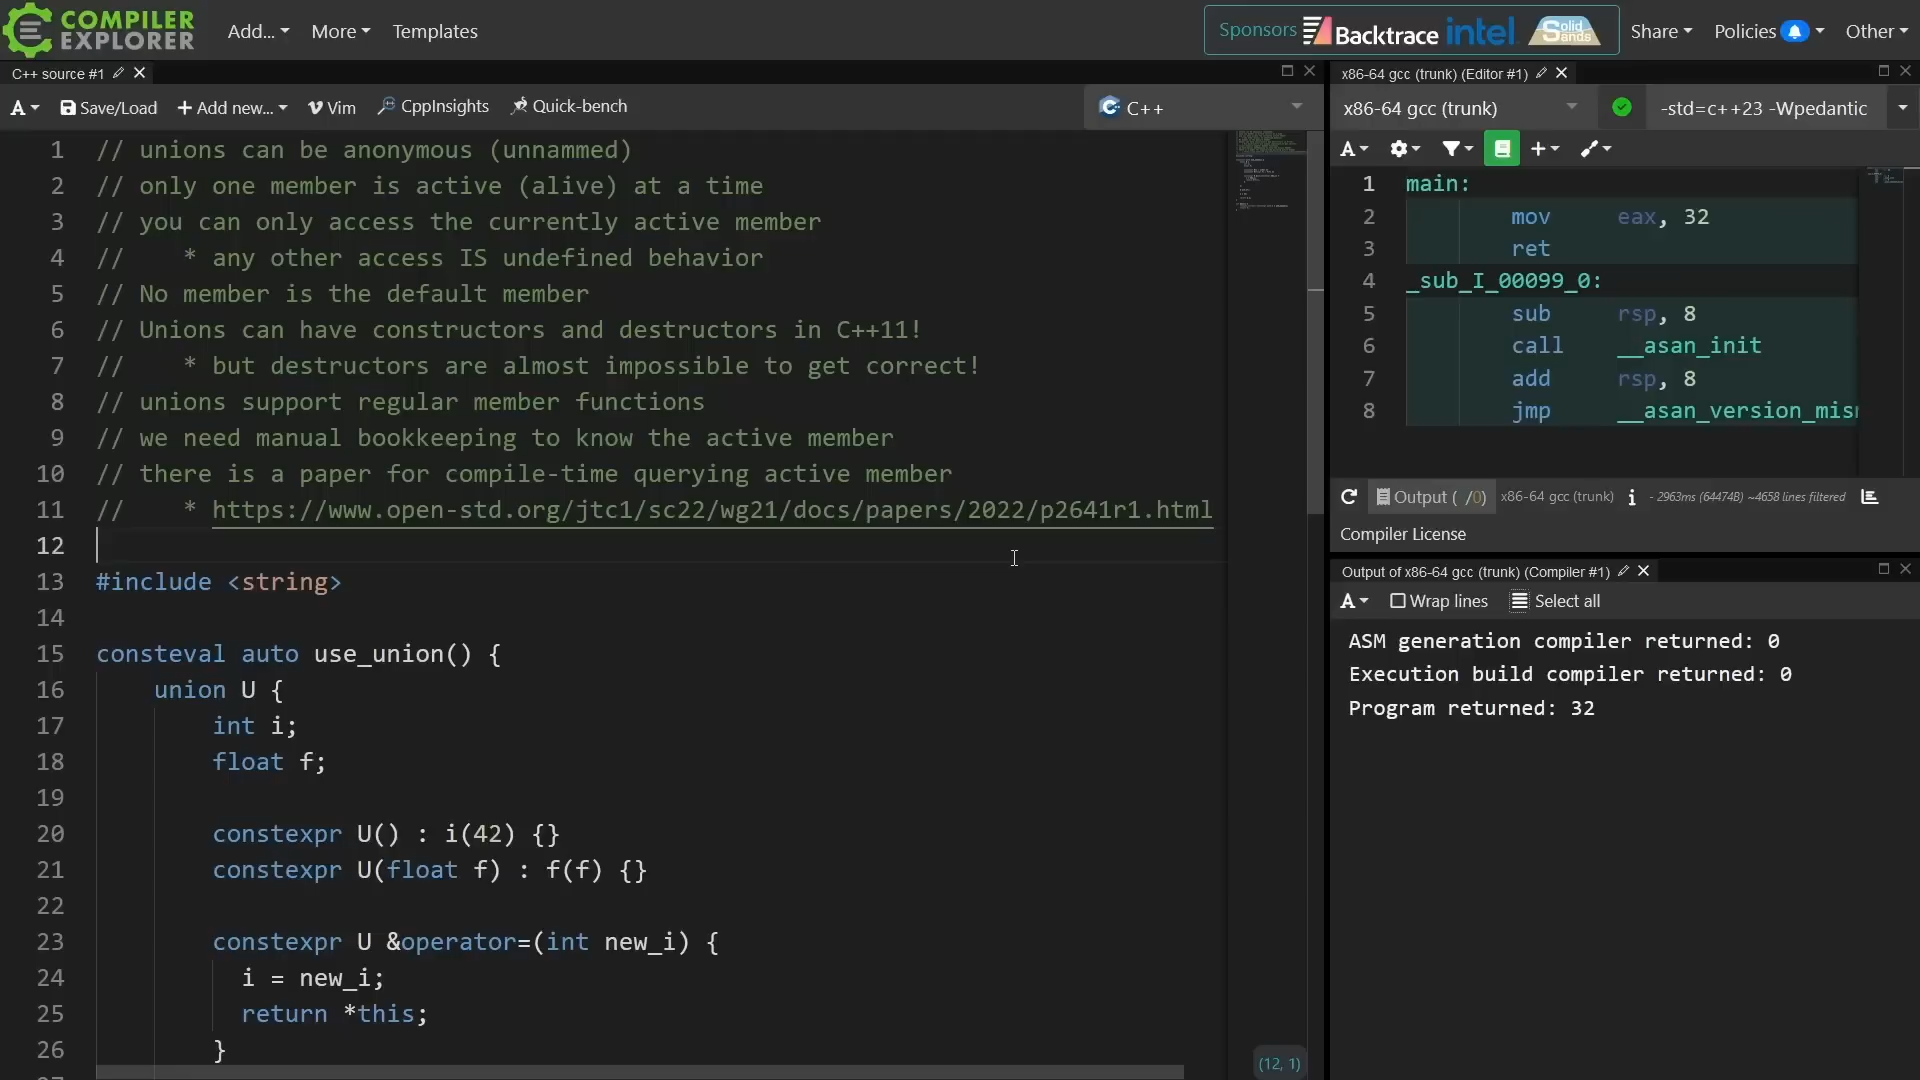 COMPILER EXPLORER
Add... More Templates
Sponsors Backtrace intel Solid Sands Share Policies Other
C++ source #1
A Save/Load Add new... Vim CppInsights Quick-bench C++
1 // unions can be anonymous (unnammed)
2 // only one member is active (alive) at a time
3 // you can only access the currently active member
4 //    * any other access IS undefined behavior
5 // No member is the default member
6 // Unions can have constructors and destructors in C++11!
7 //    * but destructors are almost impossible to get correct!
8 // unions support regular member functions
9 // we need manual bookkeeping to know the active member
10 // there is a paper for compile-time querying active member
11 //    * https://www.open-std.org/jtc1/sc22/wg21/docs/papers/2022/p2641r1.html
12
13 #include <string>
14
15 consteval auto use_union() {
16     union U {
17         int i;
18         float f;
19
20         constexpr U() : i(42) {}
21         constexpr U(float f) : f(f) {}
22
23         constexpr U &operator=(int new_i) {
24           i = new_i;
25           return *this;
26         }
(12, 1)
x86-64 gcc (trunk) (Editor #1)
x86-64 gcc (trunk) -std=c++23 -Wpedantic
A
1 main:
2         mov     eax, 32
3         ret
4 _sub_I_00099_0:
5         sub     rsp, 8
6         call    __asan_init
7         add     rsp, 8
8         jmp     __asan_version_mis
Output ( /0) x86-64 gcc (trunk) i - 2963ms (64474B) ~4658 lines filtered
Compiler License
Output of x86-64 gcc (trunk) (Compiler #1)
A Wrap lines Select all
ASM generation compiler returned: 0
Execution build compiler returned: 0
Program returned: 32